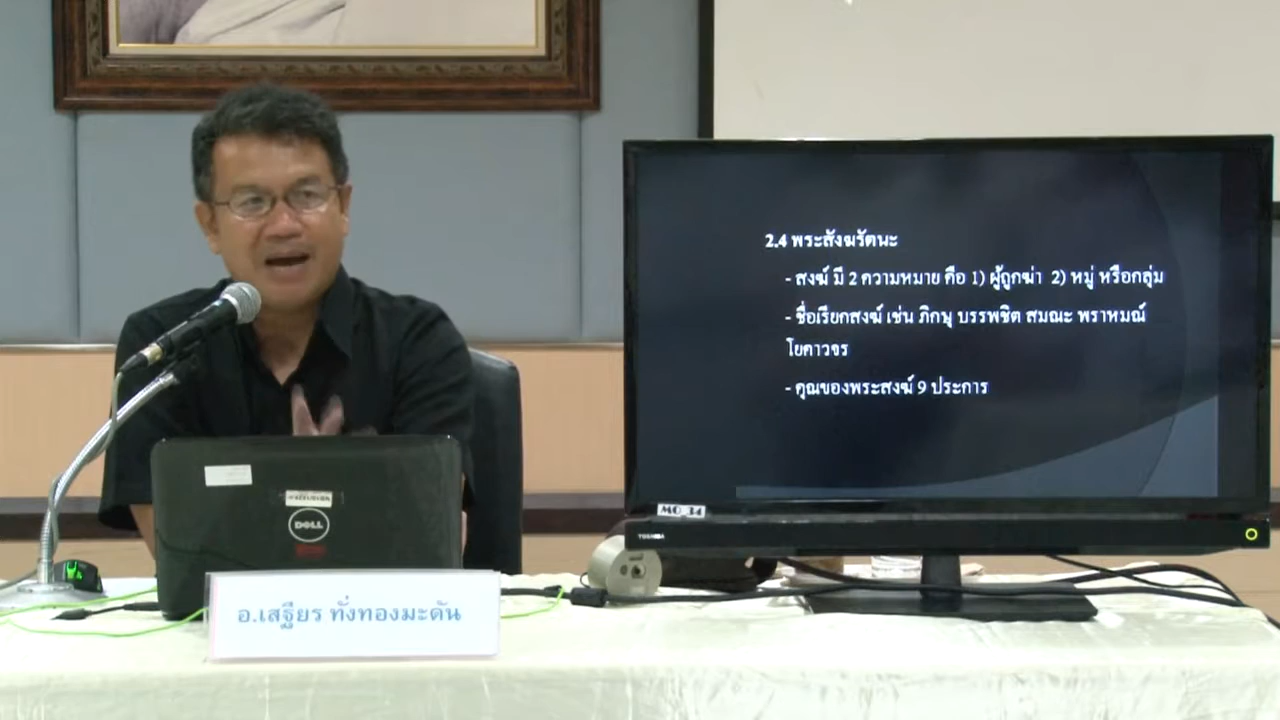 2.4 พระสังฆรัตนะ
- สงฆ์ มี 2 ความหมาย คือ 1) ผู้ถูกฆ่า 2) หมู่ หรือกลุ่ม
- ชื่อเรียกสงฆ์ เช่น ภิกษุ บรรพชิต สมณะ พราหมณ์
โยคาวจร
- คุณของพระสงฆ์ 9 ประการ
MO 34
TOSHIBA
DELL
อ.เสฐียร ทั่งทองมะดัน